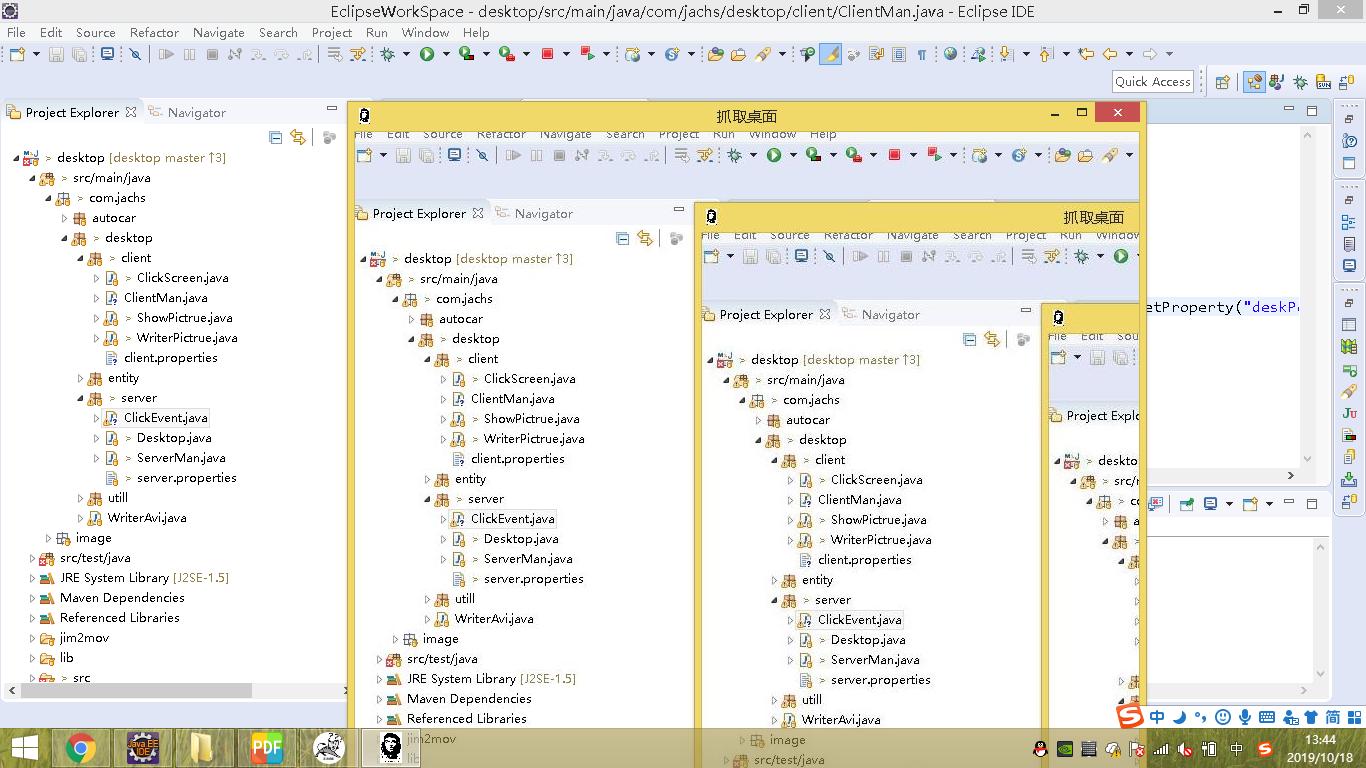 EclipseWorkSpace - desktop/src/main/java/com/jachs/desktop/client/ClientMan.java - Eclipse IDE
File Edit Source Refactor Navigate Search Project Run Window Help
Quick Access
Project Explorer
Navigator
> desktop [desktop master ↑3]
> src/main/java
> com.jachs
autocar
> desktop
> client
> ClickScreen.java
ClientMan.java
> ShowPictrue.java
> WriterPictrue.java
client.properties
entity
> server
ClickEvent.java
> Desktop.java
> ServerMan.java
> server.properties
utill
WriterAvi.java
image
src/test/java
JRE System Library [J2SE-1.5]
Maven Dependencies
Referenced Libraries
jim2mov
lib
> src
抓取桌面
File Edit Source Refactor Navigate Search Project Run Window Help
Project Explorer
Navigator
> desktop [desktop master ↑3]
> src/main/java
> com.jachs
autocar
> desktop
> client
> ClickScreen.java
ClientMan.java
> ShowPictrue.java
> WriterPictrue.java
client.properties
entity
> server
ClickEvent.java
> Desktop.java
> ServerMan.java
> server.properties
utill
WriterAvi.java
image
src/test/java
JRE System Library [J2SE-1.5]
Maven Dependencies
Referenced Libraries
jim2mov
lib
抓取桌面
File Edit Source Refactor Navigate Search Project Run Window
Project Explorer
Navigator
> desktop [desktop master ↑3]
> src/main/java
> com.jachs
autocar
> desktop
> client
> ClickScreen.java
ClientMan.java
> ShowPictrue.java
> WriterPictrue.java
client.properties
entity
> server
ClickEvent.java
> Desktop.java
> ServerMan.java
> server.properties
utill
WriterAvi.java
image
src/test/java
File Edit Sou
Project Explo
> deskto
> src/r
> co
a
>
etProperty("deskP
Ju
中 简
Java EE
IDE
PDF
中
13:44
2019/10/18